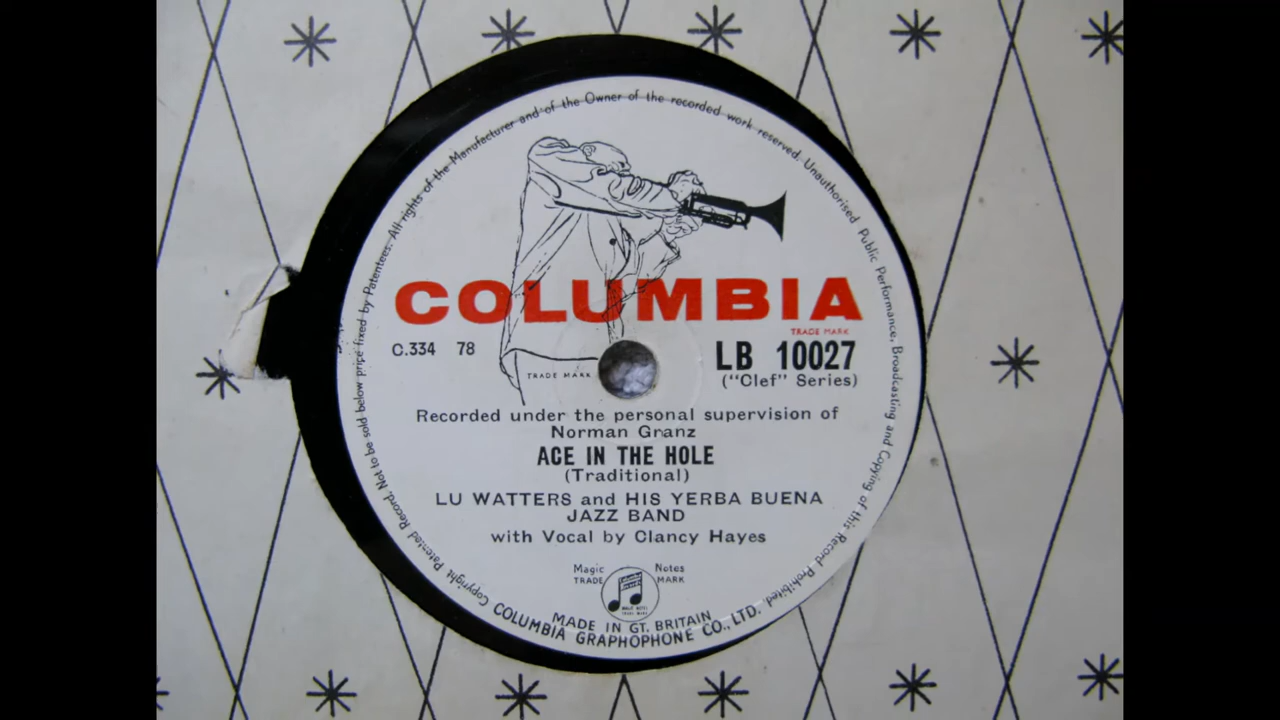 Copyright Patented Record. Not to be sold below price fixed by Patentees. All rights of the Manufacturer and of the Owner of the recorded work reserved. Unauthorised Public Performance, Broadcasting and Copying of this Record Prohibited
COLUMBIA
TRADE MARK
C.334 78
LB 10027
("Clef" Series)
TRADE MARK
Recorded under the personal supervision of
Norman Granz
ACE IN THE HOLE
(Traditional)
LU WATTERS and HIS YERBA BUENA
JAZZ BAND
with Vocal by Clancy Hayes
Magic Notes
TRADE MARK
MADE IN GT. BRITAIN
COLUMBIA GRAPHOPHONE CO., LTD.